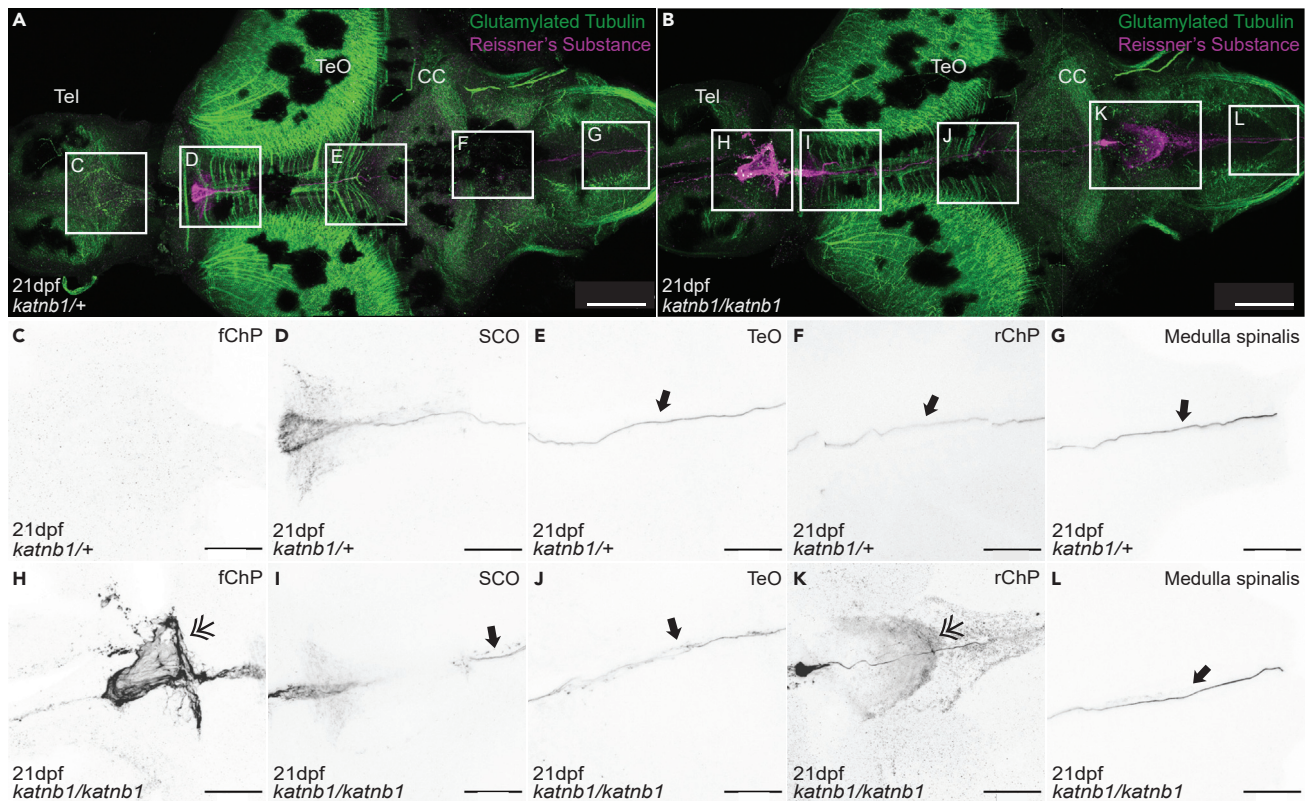 A
Glutamylated Tubulin
Reissner's Substance
TeO
CC
Tel
C
D
E
F
G
21dpf
katnb1/+
B
Glutamylated Tubulin
Reissner's Substance
TeO
CC
Tel
H
I
J
K
L
21dpf
katnb1/katnb1
C fChP
21dpf
katnb1/+
D SCO
21dpf
katnb1/+
E TeO
21dpf
katnb1/+
F rChP
21dpf
katnb1/+
G Medulla spinalis
21dpf
katnb1/+
H fChP
21dpf
katnb1/katnb1
I SCO
21dpf
katnb1/katnb1
J TeO
21dpf
katnb1/katnb1
K rChP
21dpf
katnb1/katnb1
L Medulla spinalis
21dpf
katnb1/katnb1